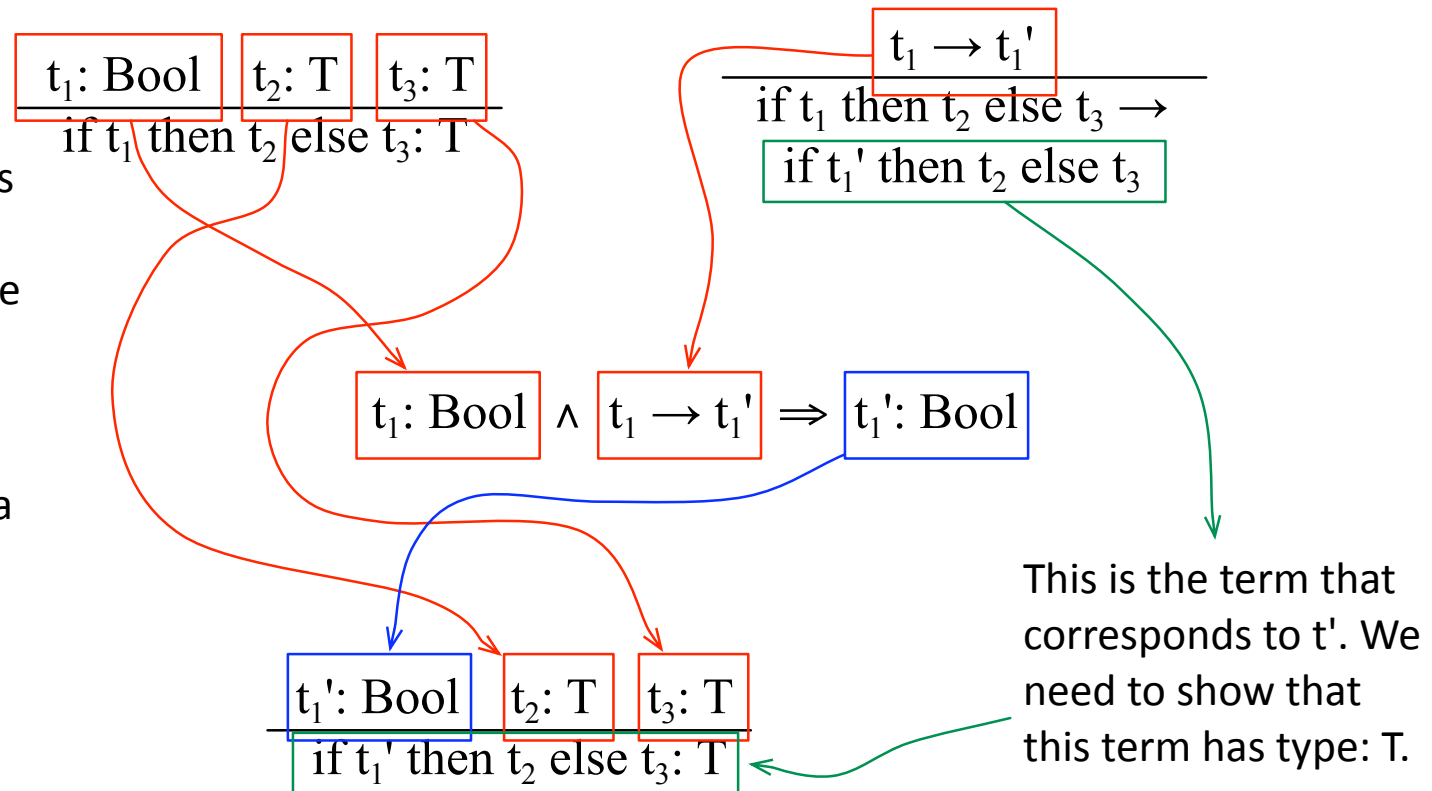 t₁: Bool t₂: T t₃: T
if t₁ then t₂ else t₃: T
t₁ → t₁'
if t₁ then t₂ else t₃ →
if t₁' then t₂ else t₃
s
e
a
t₁: Bool ∧ t₁ → t₁' ⇒ t₁': Bool
t₁': Bool t₂: T t₃: T
if t₁' then t₂ else t₃: T
This is the term that
corresponds to t'. We
need to show that
this term has type: T.